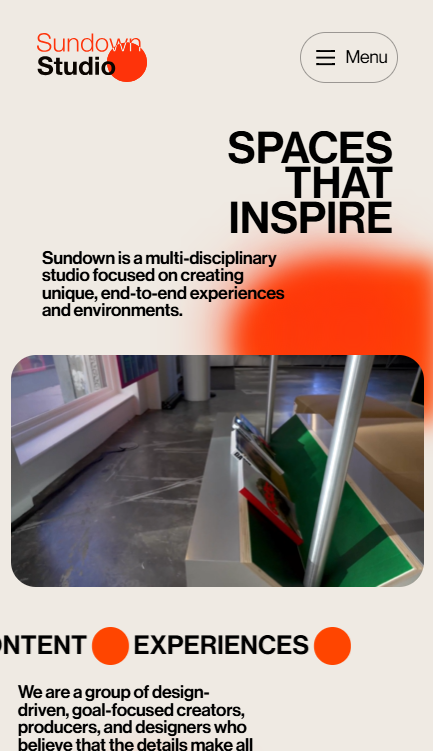 Sundown
Studio
Menu
SPACES
THAT
INSPIRE
Sundown is a multi-disciplinary
studio focused on creating
unique, end-to-end experiences
and environments.
ONTENT EXPERIENCES
We are a group of design-
driven, goal-focused creators,
producers, and designers who
believe that the details make all